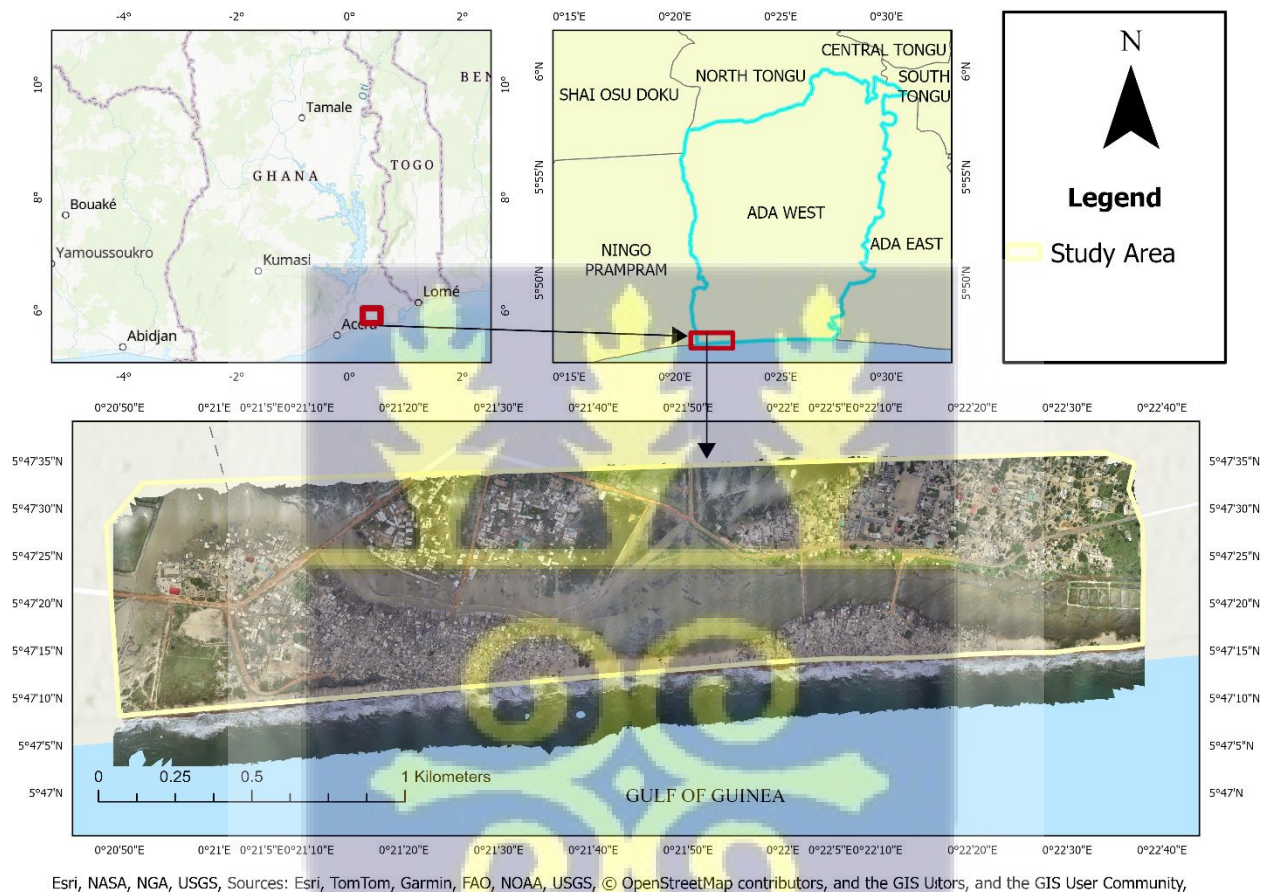 -4° -2° 0° 2°
0°15'E 0°20'E 0°25'E 0°30'E
10° 8° 6°
10° 8° 6°
Tamale
Oti
BEN
GHANA
TOGO
Bouaké
Yamoussoukro
Kumasi
Lomé
Accra
Abidjan
-4° -2° 0° 2°
6°N 5°55'N 5°50'N
CENTRAL TONGU
NORTH TONGU
SOUTH
TONGU
SHAI OSU DOKU
ADA WEST
ADA EAST
NINGO
PRAMPRAM
0°15'E 0°20'E 0°25'E 0°30'E
6°N 5°55'N 5°50'N
N
Legend
Study Area
0°20'50"E 0°21'E 0°21'5"E0°21'10"E 0°21'20"E 0°21'30"E 0°21'40"E 0°21'50"E 0°22'E 0°22'5"E0°22'10"E 0°22'20"E 0°22'30"E 0°22'40"E
5°47'35"N 5°47'35"N
5°47'30"N 5°47'30"N
5°47'25"N 5°47'25"N
5°47'20"N 5°47'20"N
5°47'15"N 5°47'15"N
5°47'10"N 5°47'10"N
5°47'5"N 5°47'5"N
5°47'N 5°47'N
0 0.25 0.5 1 Kilometers
GULF OF GUINEA
0°20'50"E 0°21'E 0°21'5"E0°21'10"E 0°21'20"E 0°21'30"E 0°21'40"E 0°21'50"E 0°22'E 0°22'5"E0°22'10"E 0°22'20"E 0°22'30"E 0°22'40"E
Esri, NASA, NGA, USGS, Sources: Esri, TomTom, Garmin, FAO, NOAA, USGS, © OpenStreetMap contributors, and the GIS User Community,